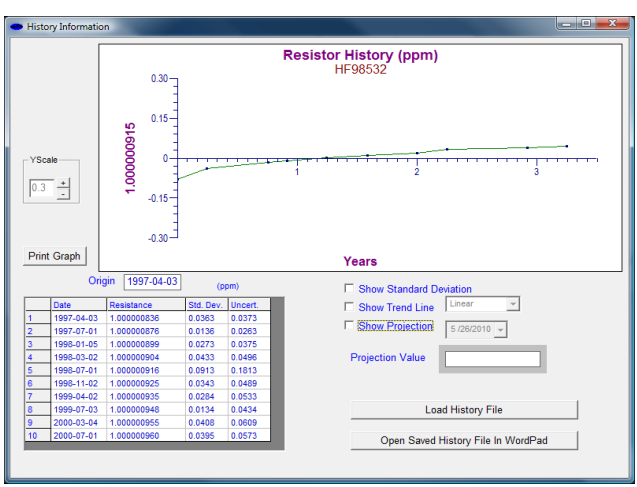 History Information
Resistor History (ppm)
HF98532
0.30
0.15
0
-0.15
-0.30
1.000000915
1 2 3
Years
YScale
0.3 + -
Print Graph
Origin 1997-04-03 (ppm)
Date Resistance Std. Dev. Uncert.
1 1997-04-03 1.000000836 0.0363 0.0373
2 1997-07-01 1.000000876 0.0136 0.0263
3 1998-01-05 1.000000899 0.0273 0.0375
4 1998-03-02 1.000000904 0.0433 0.0496
5 1998-07-01 1.000000916 0.0913 0.1813
6 1998-11-02 1.000000925 0.0343 0.0489
7 1999-04-02 1.000000935 0.0284 0.0533
8 1999-07-03 1.000000948 0.0134 0.0434
9 2000-03-04 1.000000955 0.0408 0.0609
10 2000-07-01 1.000000960 0.0395 0.0573
Show Standard Deviation
Show Trend Line Linear
Show Projection 5 /26/2010
Projection Value
Load History File
Open Saved History File In WordPad